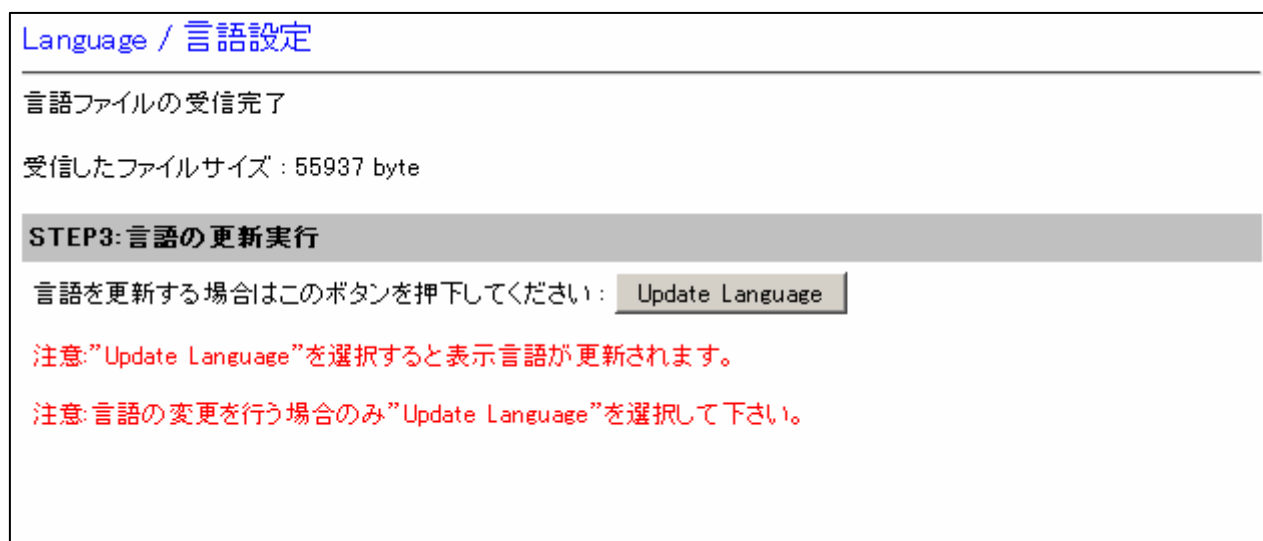 Language / 言語設定
言語ファイルの受信完了
受信したファイルサイズ : 55937 byte
STEP3:言語の更新実行
言語を更新する場合はこのボタンを押下してください : Update Language
注意:”Update Language”を選択すると表示言語が更新されます。
注意:言語の変更を行う場合のみ”Update Language”を選択して下さい。